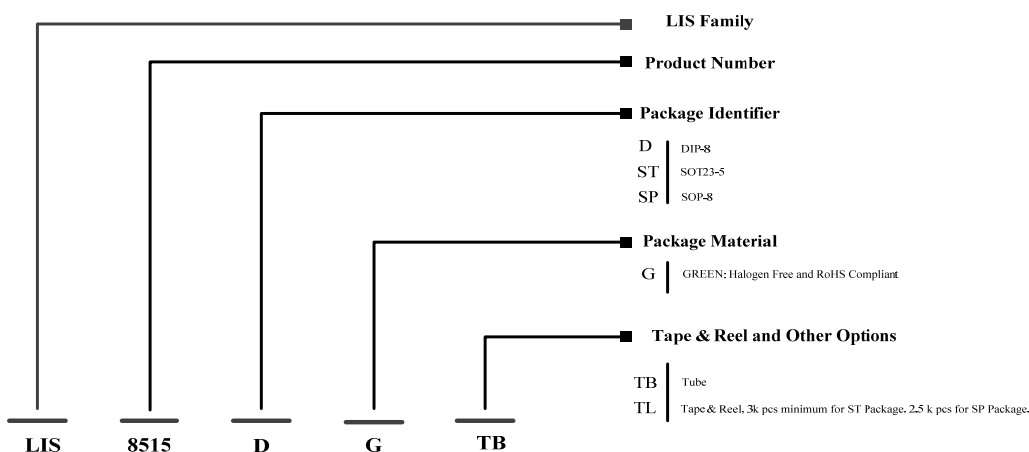 LIS Family
Product Number
Package Identifier
D DIP-8
ST SOT23-5
SP SOP-8
Package Material
G GREEN: Halogen Free and RoHS Compliant
Tape & Reel and Other Options
TB Tube
TL Tape & Reel, 3k pcs minimum for ST Package. 2.5 k pcs for SP Package.
LIS 8515 D G TB